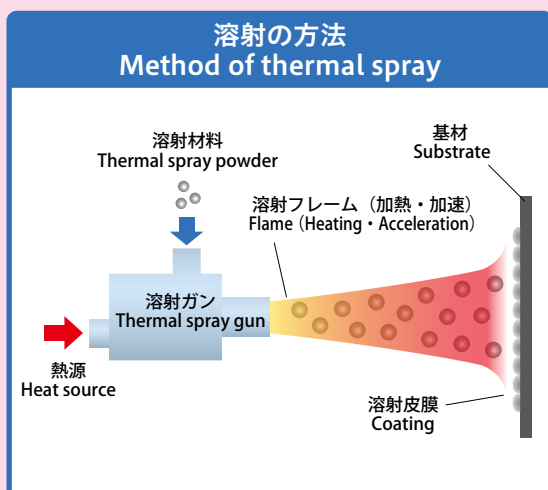 溶射の方法
Method of thermal spray
溶射材料
Thermal spray powder
基材
Substrate
溶射フレーム（加熱・加速）
Flame（Heating・Acceleration）
溶射ガン
Thermal spray gun
熱源
Heat source
溶射皮膜
Coating